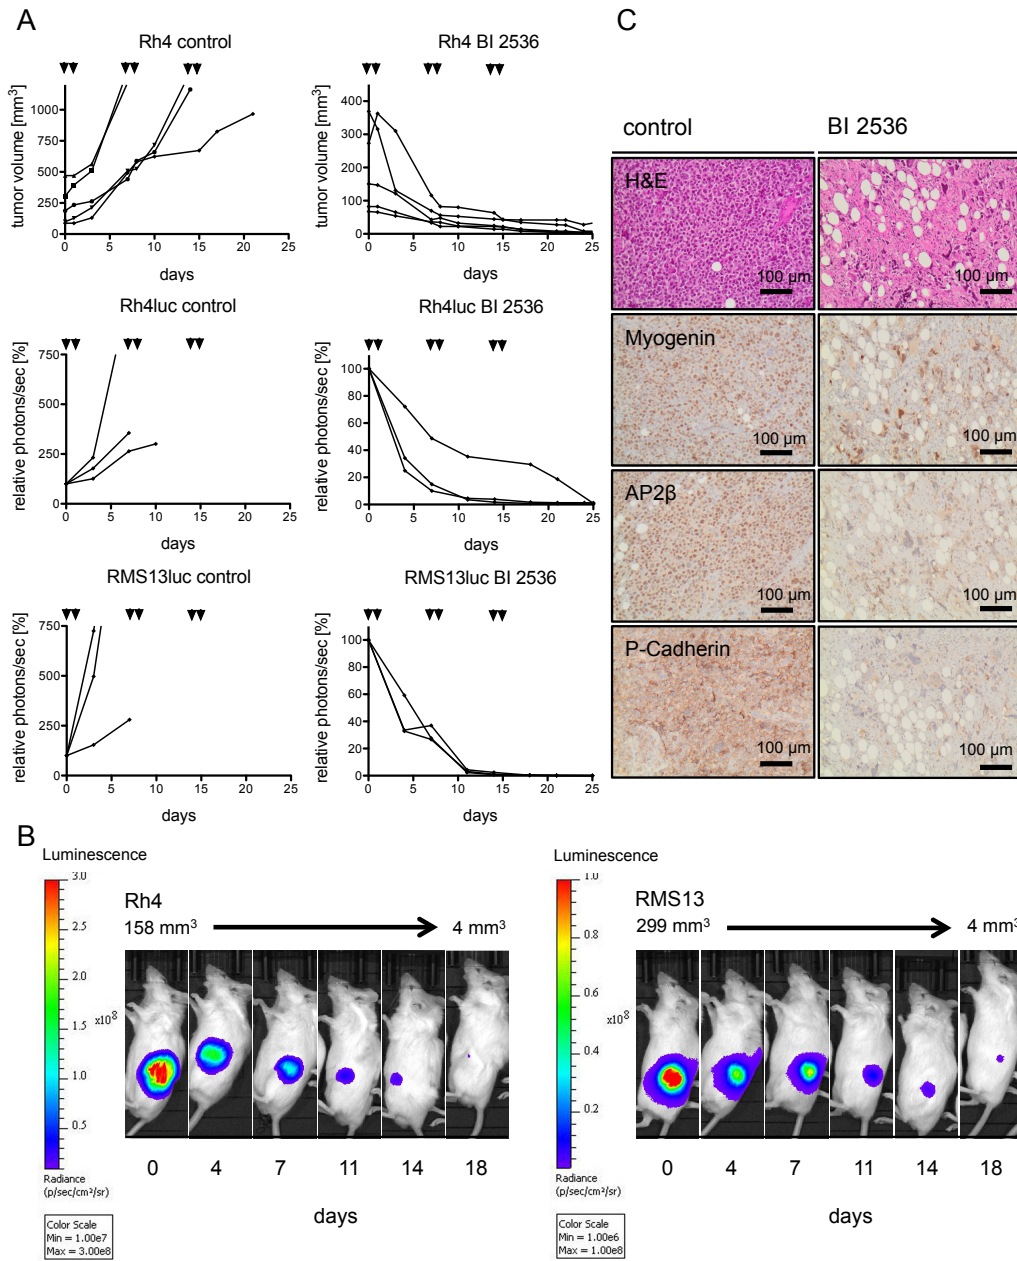 A
C
Rh4 control
Rh4 BI 2536
tumor volume [mm³]
1000
750
500
250
0
0 5 10 15 20 25
days
tumor volume [mm³]
400
300
200
100
0
0 5 10 15 20 25
days
Rh4luc control
Rh4luc BI 2536
relative photons/sec [%]
750
500
250
0
0 5 10 15 20 25
days
relative photons/sec [%]
100
80
60
40
20
0
0 5 10 15 20 25
days
RMS13luc control
RMS13luc BI 2536
relative photons/sec [%]
750
500
250
0
0 5 10 15 20 25
days
relative photons/sec [%]
100
80
60
40
20
0
0 5 10 15 20 25
days
control
BI 2536
H&E
100 µm
100 µm
Myogenin
100 µm
100 µm
AP2β
100 µm
100 µm
P-Cadherin
100 µm
100 µm
B
Luminescence
3.0
2.5
2.0
x10⁸
1.5
1.0
0.5
Radiance
(p/sec/cm²/sr)
Color Scale
Min = 1.00e7
Max = 3.00e8
Rh4
158 mm³
4 mm³
0 4 7 11 14 18
days
Luminescence
1.0
0.8
0.6
x10⁸
0.4
0.2
Radiance
(p/sec/cm²/sr)
Color Scale
Min = 1.00e6
Max = 1.00e8
RMS13
299 mm³
4 mm³
0 4 7 11 14 18
days